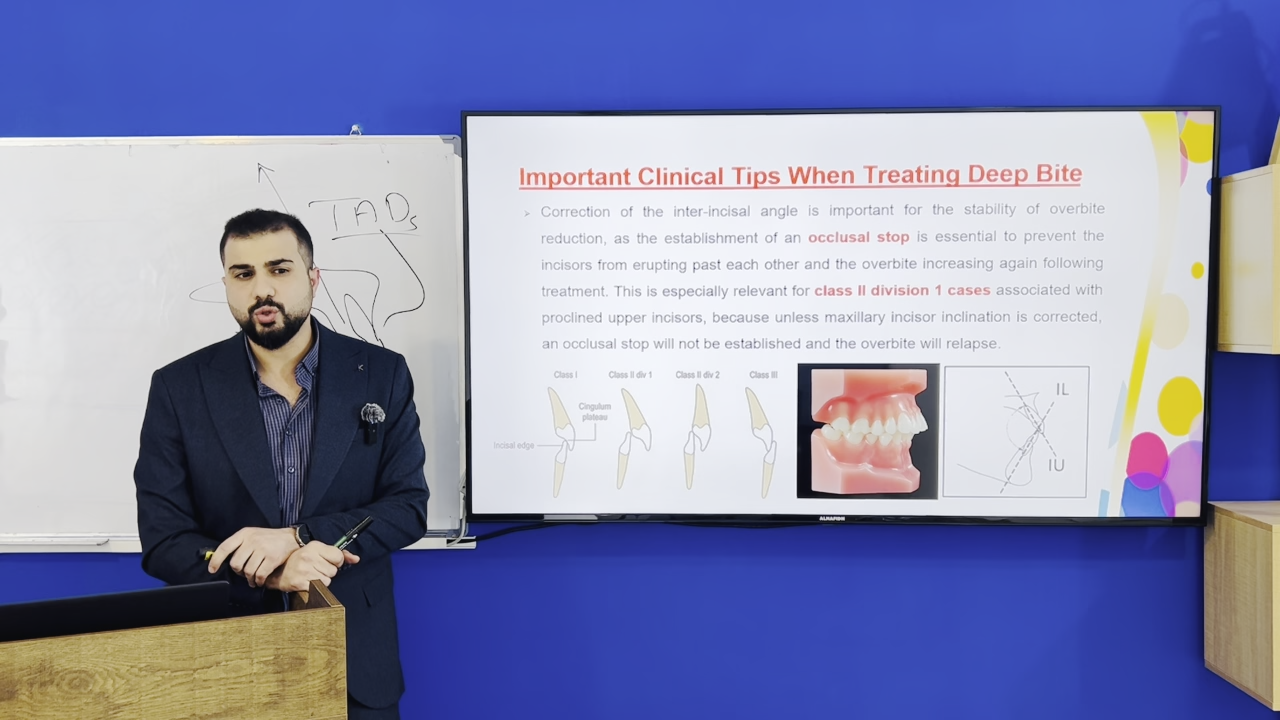 TADs
Important Clinical Tips When Treating Deep Bite
➢ Correction of the inter-incisal angle is important for the stability of overbite
reduction, as the establishment of an occlusal stop is essential to prevent the
incisors from erupting past each other and the overbite increasing again following
treatment. This is especially relevant for class II division 1 cases associated with
proclined upper incisors, because unless maxillary incisor inclination is corrected,
an occlusal stop will not be established and the overbite will relapse.
Class I Class II div 1 Class II div 2 Class III
Cingulum
plateau
Incisal edge
IL
IU